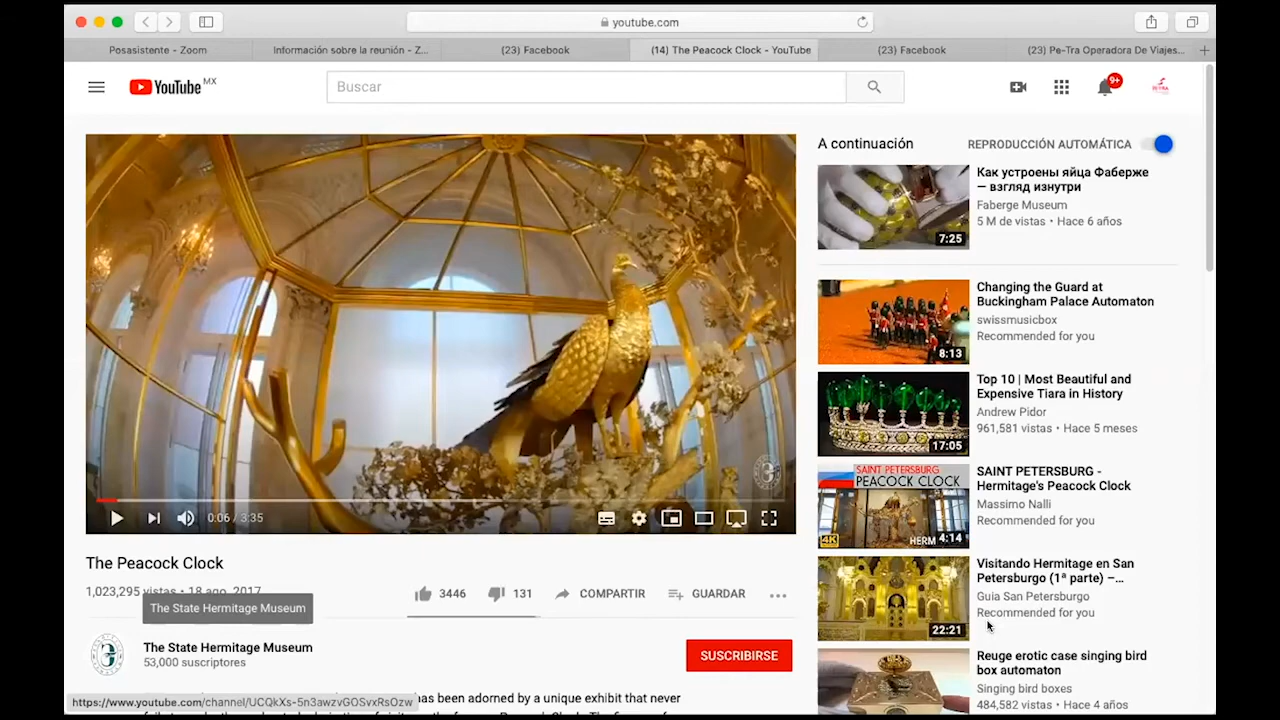 youtube.com
Posasistente - Zoom
Información sobre la reunión - Z...
(23) Facebook
(14) The Peacock Clock - YouTube
(23) Facebook
(23) Pe-Tra Operadora De Viajes...
YouTube MX
Buscar
9+
A continuación
REPRODUCCIÓN AUTOMÁTICA
Как устроены яйца Фаберже
— взгляд изнутри
Faberge Museum
5 M de vistas • Hace 6 años
7:25
Changing the Guard at
Buckingham Palace Automaton
swissmusicbox
Recommended for you
8:13
Top 10 | Most Beautiful and
Expensive Tiara in History
Andrew Pidor
961,581 vistas • Hace 5 meses
17:05
SAINT PETERSBURG
PEACOCK CLOCK
4K
HERM
4:14
SAINT PETERSBURG -
Hermitage's Peacock Clock
Massimo Nalli
Recommended for you
Visitando Hermitage en San
Petersburgo (1ª parte) –...
Guia San Petersburgo
Recommended for you
22:21
Reuge erotic case singing bird
box automaton
Singing bird boxes
484,582 vistas • Hace 4 años
0:06 / 3:35
The Peacock Clock
1,023,295 vistas • 18 ago. 2017
3446
131
COMPARTIR
GUARDAR
The State Hermitage Museum
The State Hermitage Museum
53,000 suscriptores
SUSCRIBIRSE
has been adorned by a unique exhibit that never
https://www.youtube.com/channel/UCQkXs-5n3awzvGOSvxRsOzw